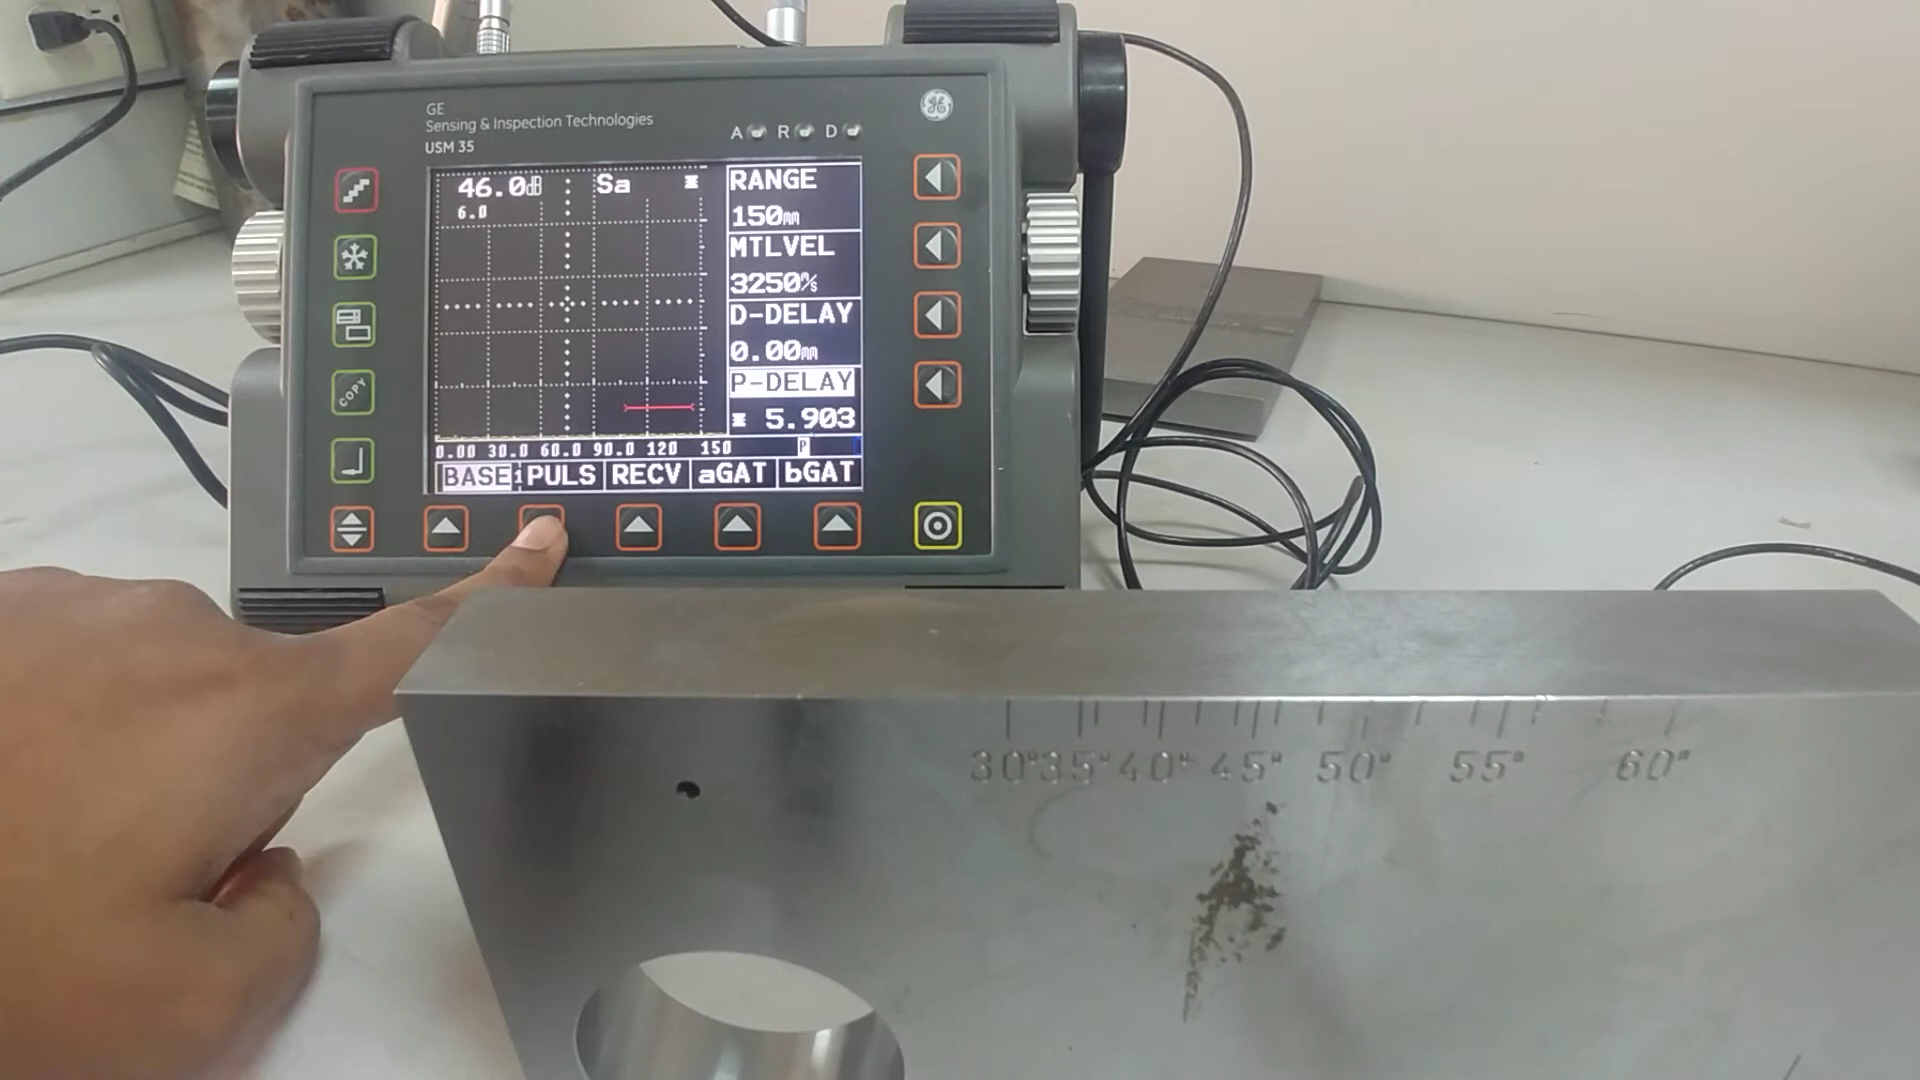 GE
Sensing & Inspection Technologies
USM 35
A R D
46.0dB
Sa
6.0
RANGE
150mm
MTLVEL
3250m/s
D-DELAY
0.00mm
P-DELAY
5.903
0.00 30.0 60.0 90.0 120 150
P
BASE PULS RECV aGAT bGAT
COPY
30° 35° 40° 45° 50° 55° 60°